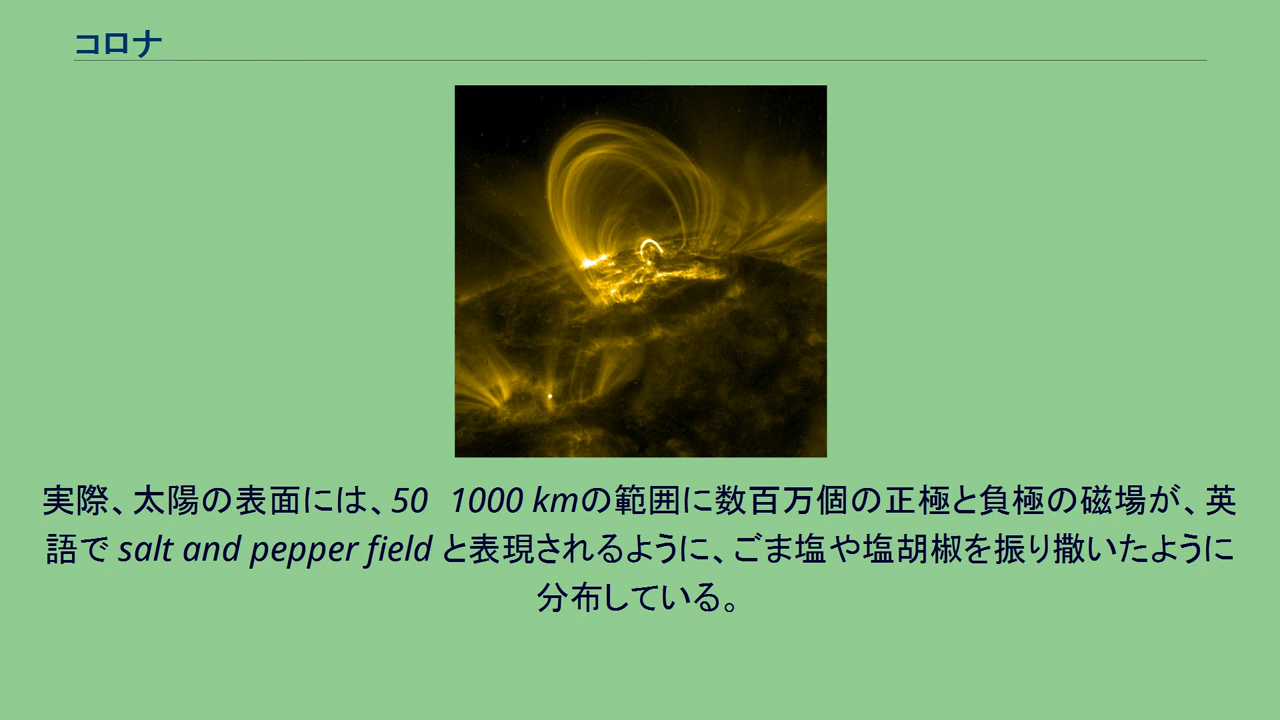 コロナ
実際、太陽の表面には、50 1000 kmの範囲に数百万個の正極と負極の磁場が、英
語で salt and pepper field と表現されるように、ごま塩や塩胡椒を振り撒いたように
分布している。